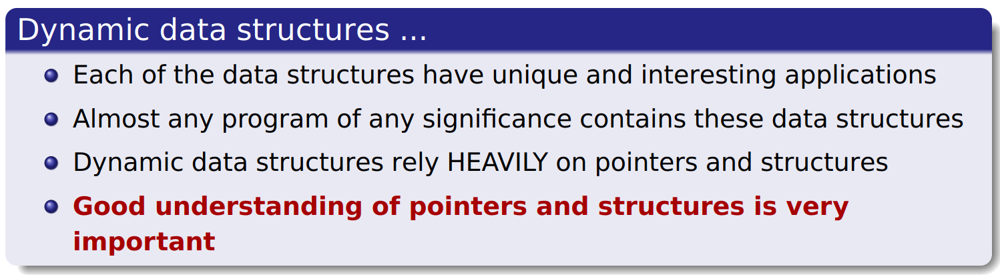 Dynamic data structures ...
Each of the data structures have unique and interesting applications
Almost any program of any significance contains these data structures
Dynamic data structures rely HEAVILY on pointers and structures
Good understanding of pointers and structures is very
important